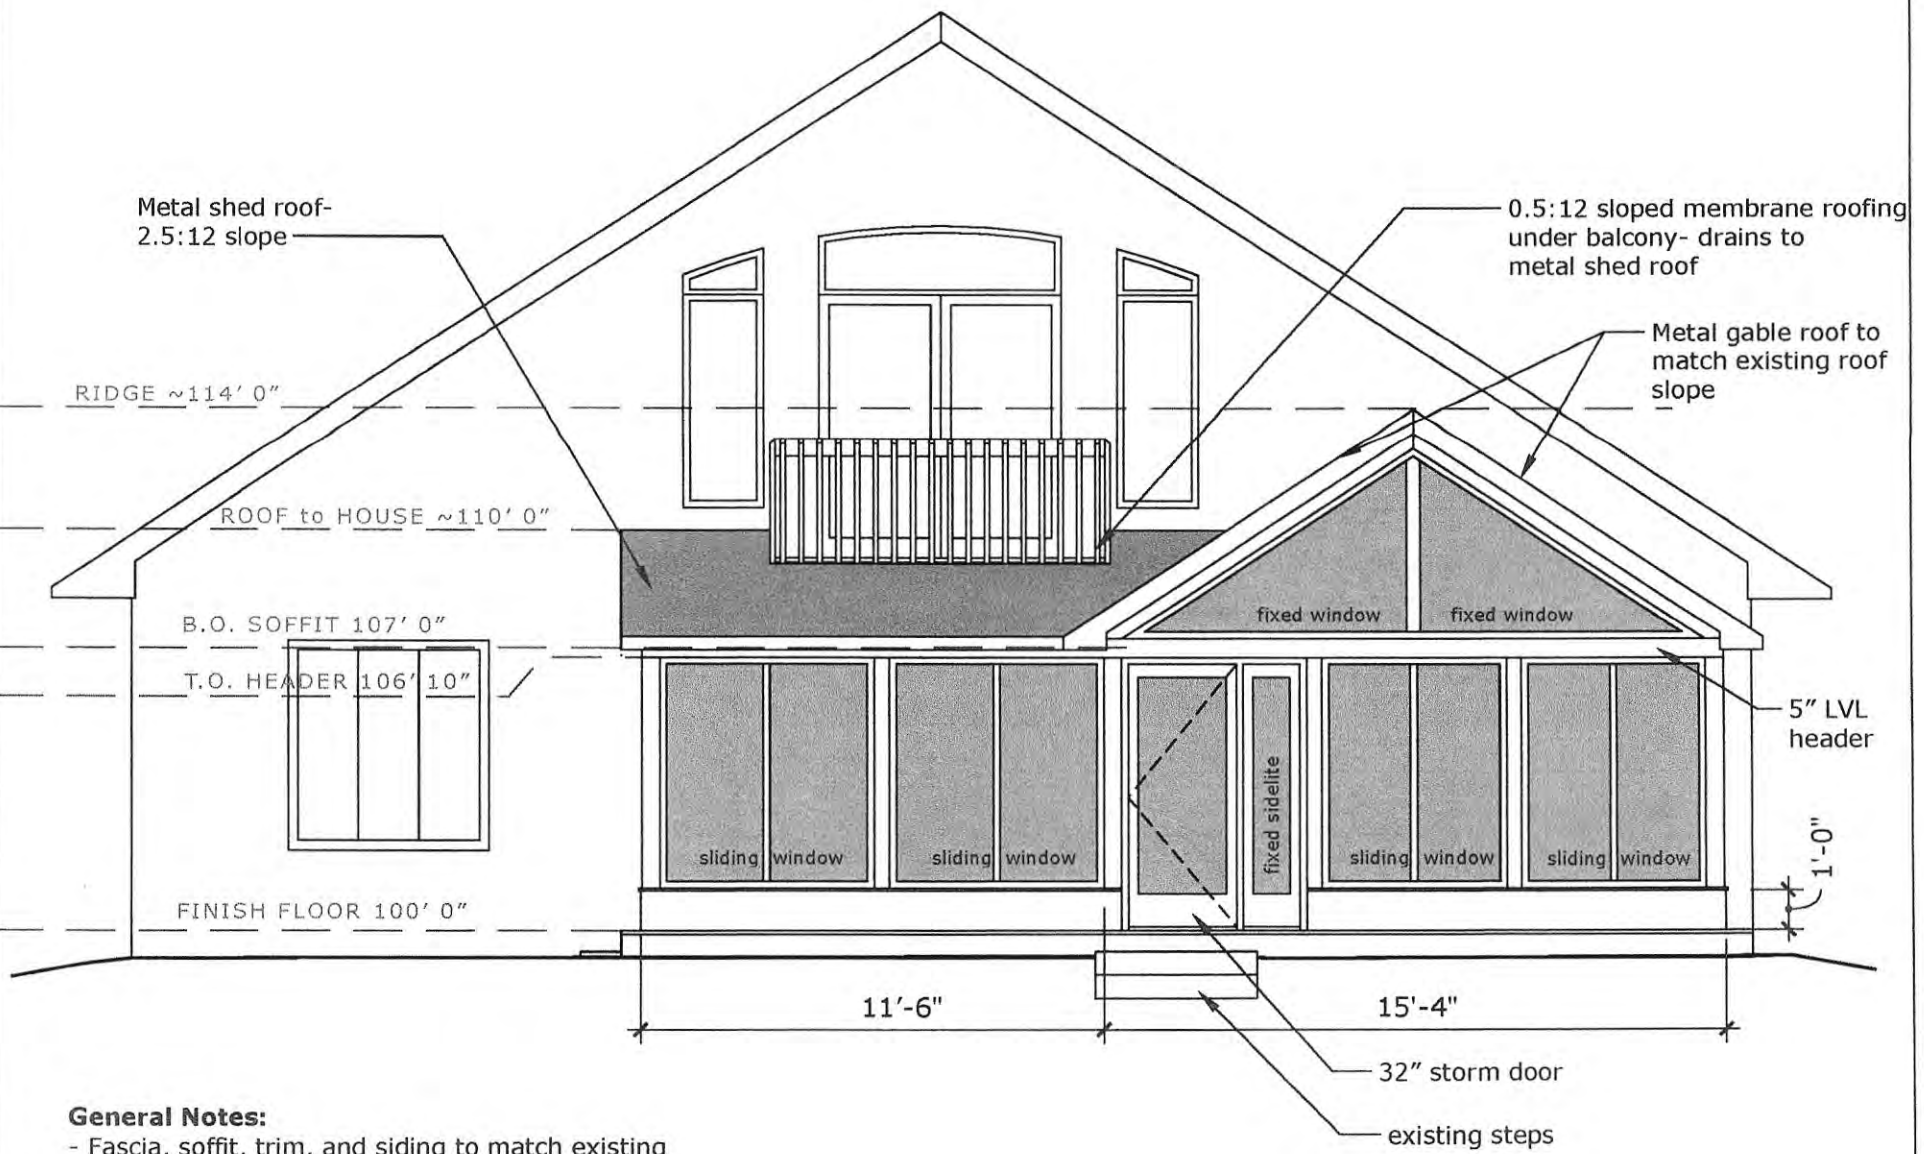 Metal shed roof-
2.5:12 slope
0.5:12 sloped membrane roofing
under balcony- drains to
metal shed roof
Metal gable roof to
match existing roof
slope
RIDGE ~114' 0"
ROOF to HOUSE ~110' 0"
B.O. SOFFIT 107' 0"
T.O. HEADER 106' 10"
fixed window
fixed window
5" LVL
header
fixed sidelite
sliding window
sliding window
sliding window
sliding window
1'-0"
FINISH FLOOR 100' 0"
11'-6"
15'-4"
32" storm door
existing steps
General Notes:
- Fascia, soffit, trim, and siding to match existing